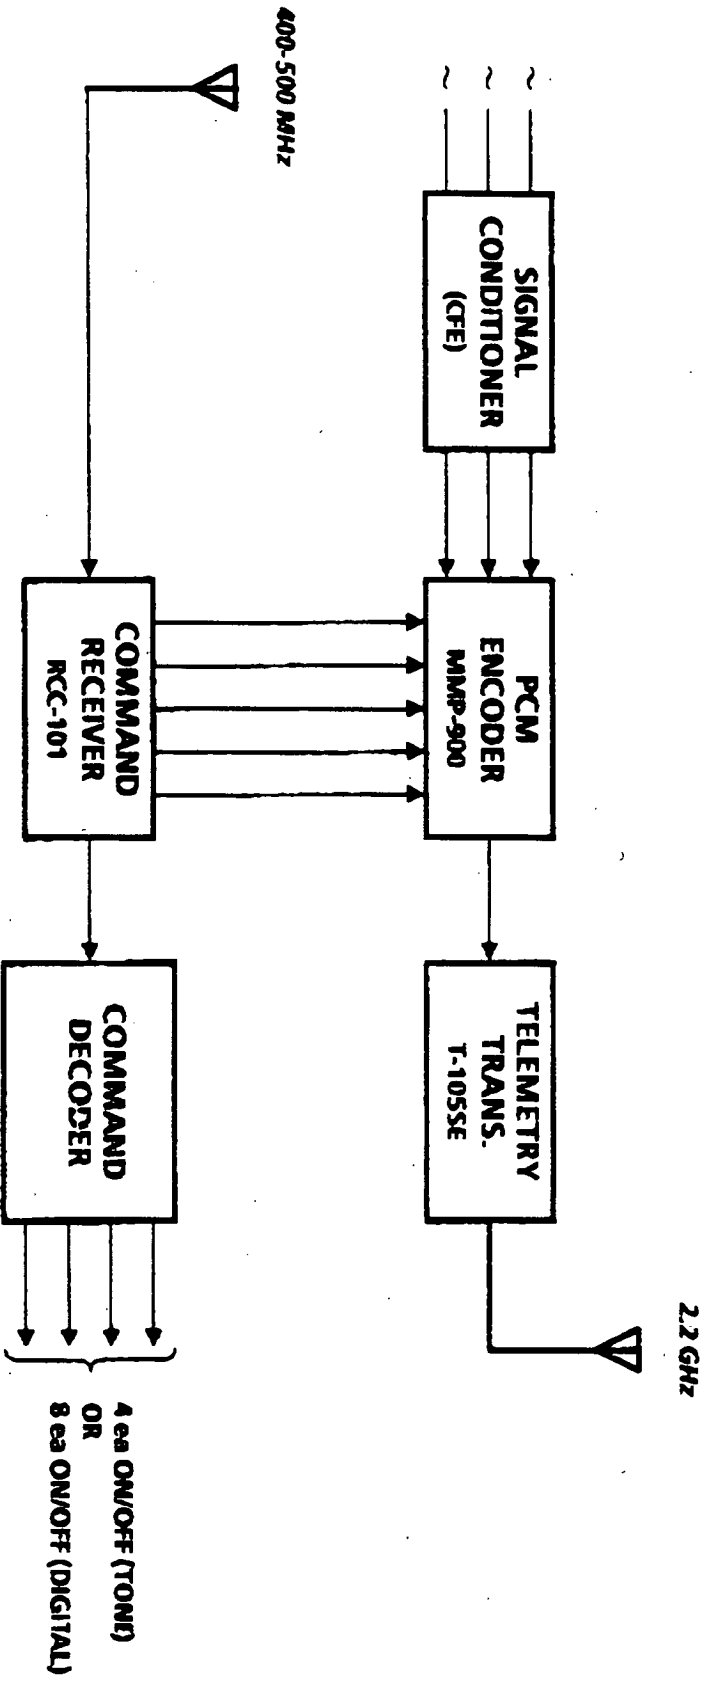 2.2 GHz
~
~
~
SIGNAL
CONDITIONER
(CFE)
PCM
ENCODER
MMP-900
TELEMETRY
TRANS.
T-105SE
400-500 MHz
COMMAND
RECEIVER
RCC-101
COMMAND
DECODER
4 ea ON/OFF (TONE)
OR
8 ea ON/OFF (DIGITAL)